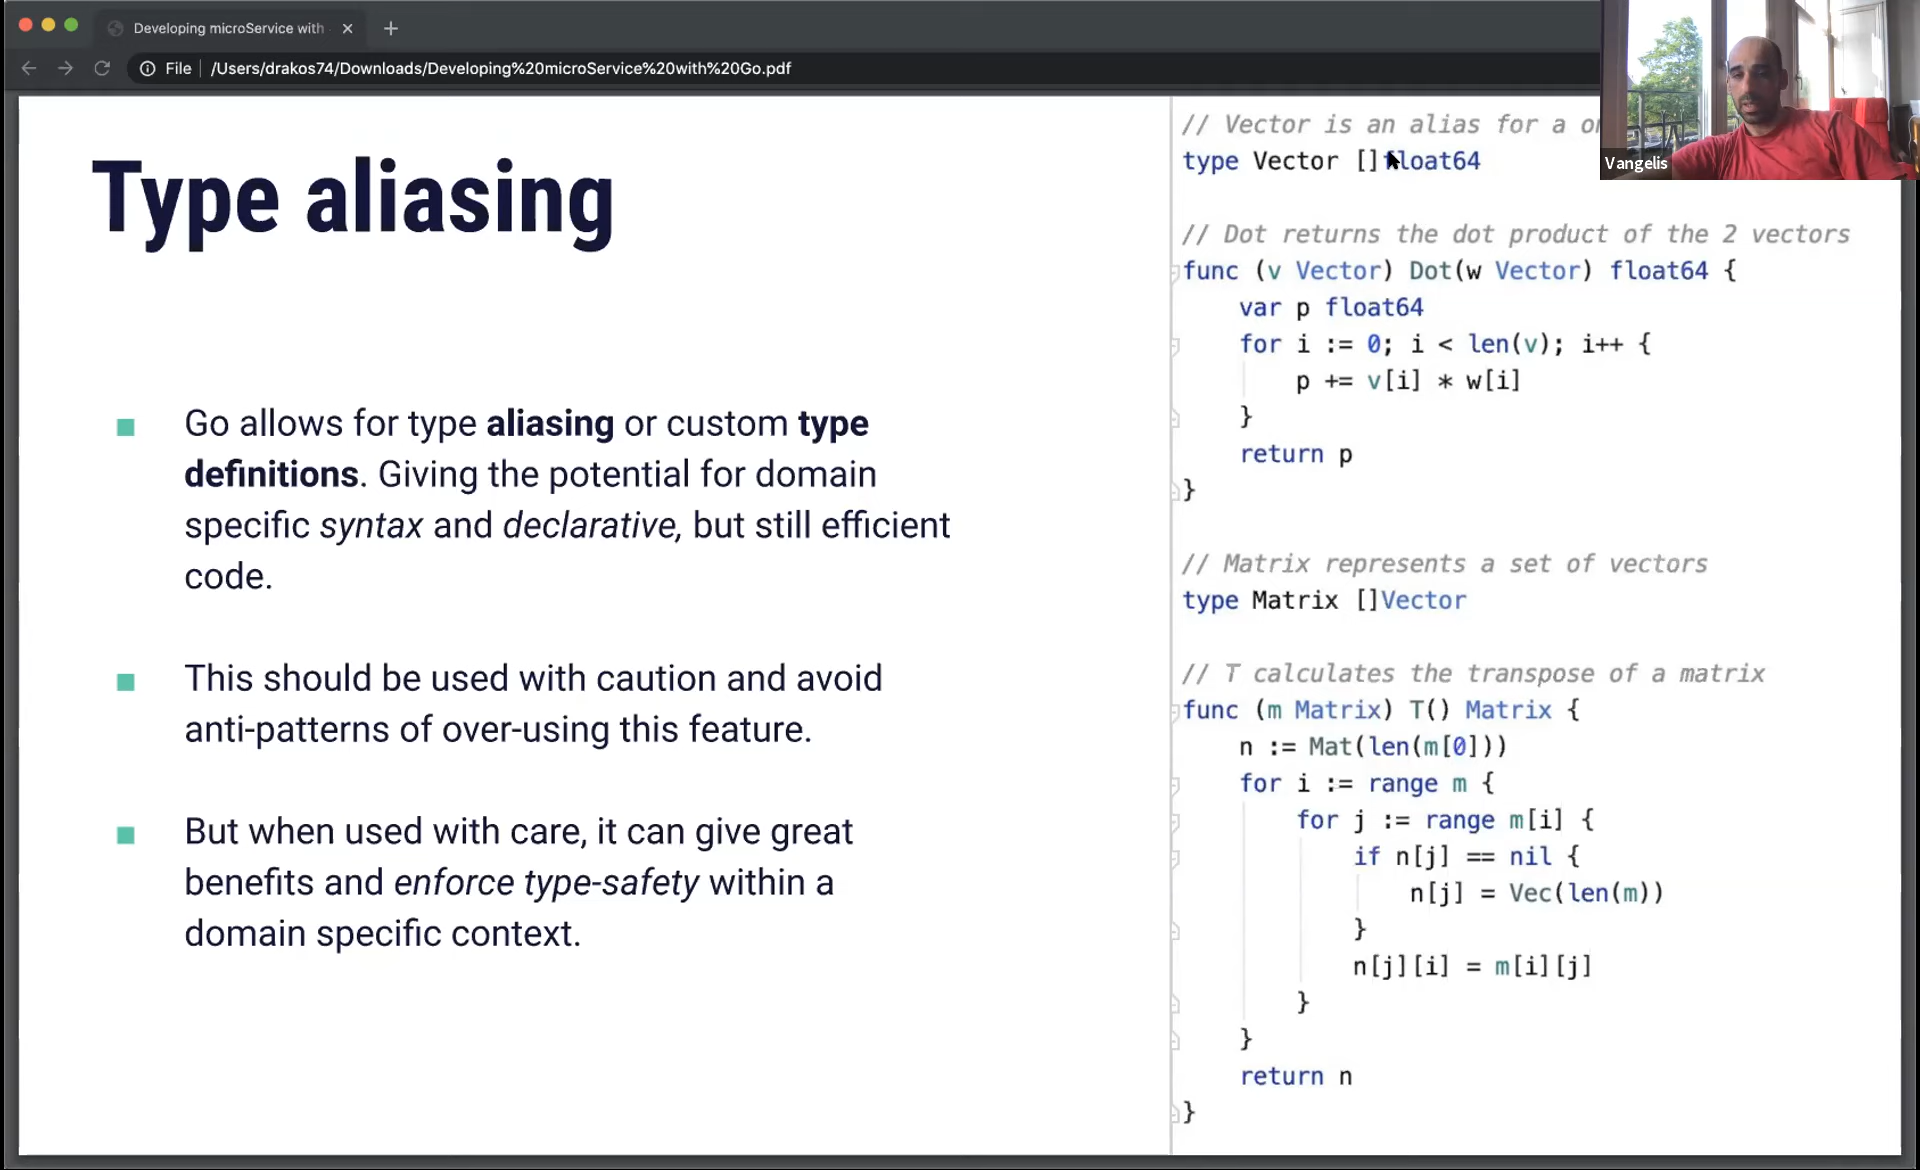 Developing microService with
File /Users/drakos74/Downloads/Developing%20microService%20with%20Go.pdf
Vangelis
Type aliasing
Go allows for type aliasing or custom type
definitions. Giving the potential for domain
specific syntax and declarative, but still efficient
code.
This should be used with caution and avoid
anti-patterns of over-using this feature.
But when used with care, it can give great
benefits and enforce type-safety within a
domain specific context.
// Vector is an alias for a
type Vector []float64
// Dot returns the dot product of the 2 vectors
func (v Vector) Dot(w Vector) float64 {
var p float64
for i := 0; i < len(v); i++ {
p += v[i] * w[i]
}
return p
}
// Matrix represents a set of vectors
type Matrix []Vector
// T calculates the transpose of a matrix
func (m Matrix) T() Matrix {
n := Mat(len(m[0]))
for i := range m {
for j := range m[i] {
if n[j] == nil {
n[j] = Vec(len(m))
}
n[j][i] = m[i][j]
}
}
return n
}